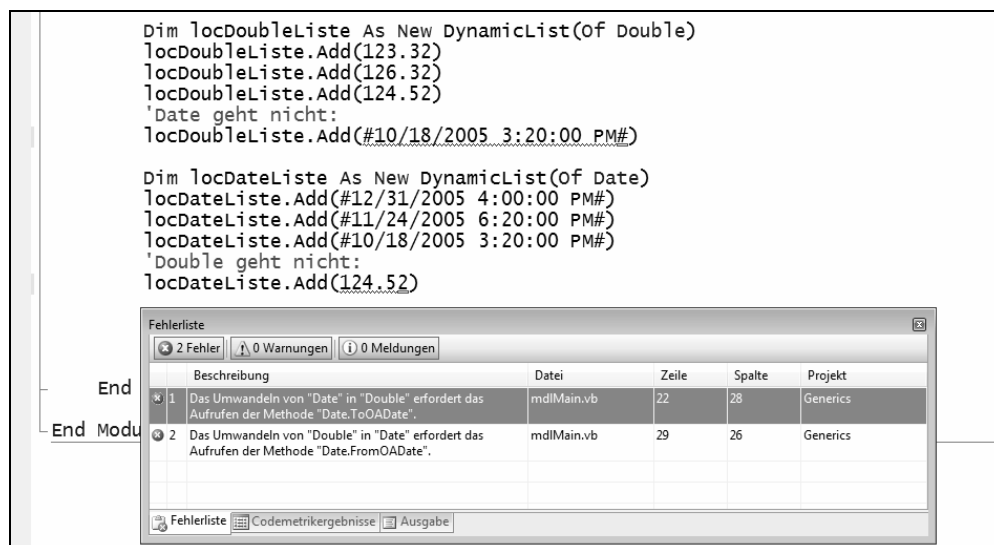 Dim locDoubleListe As New DynamicList(Of Double)
locDoubleListe.Add(123.32)
locDoubleListe.Add(126.32)
locDoubleListe.Add(124.52)
'Date geht nicht:
locDoubleListe.Add(#10/18/2005 3:20:00 PM#)
Dim locDateListe As New DynamicList(Of Date)
locDateListe.Add(#12/31/2005 4:00:00 PM#)
locDateListe.Add(#11/24/2005 6:20:00 PM#)
locDateListe.Add(#10/18/2005 3:20:00 PM#)
'Double geht nicht:
locDateListe.Add(124.52)
End
End Modu
Fehlerliste
2 Fehler 0 Warnungen 0 Meldungen
Beschreibung Datei Zeile Spalte Projekt
1 Das Umwandeln von "Date" in "Double" erfordert das mdlMain.vb 22 28 Generics
Aufrufen der Methode "Date.ToOADate".
2 Das Umwandeln von "Double" in "Date" erfordert das mdlMain.vb 29 26 Generics
Aufrufen der Methode "Date.FromOADate".
Fehlerliste Codemetrikergebnisse Ausgabe